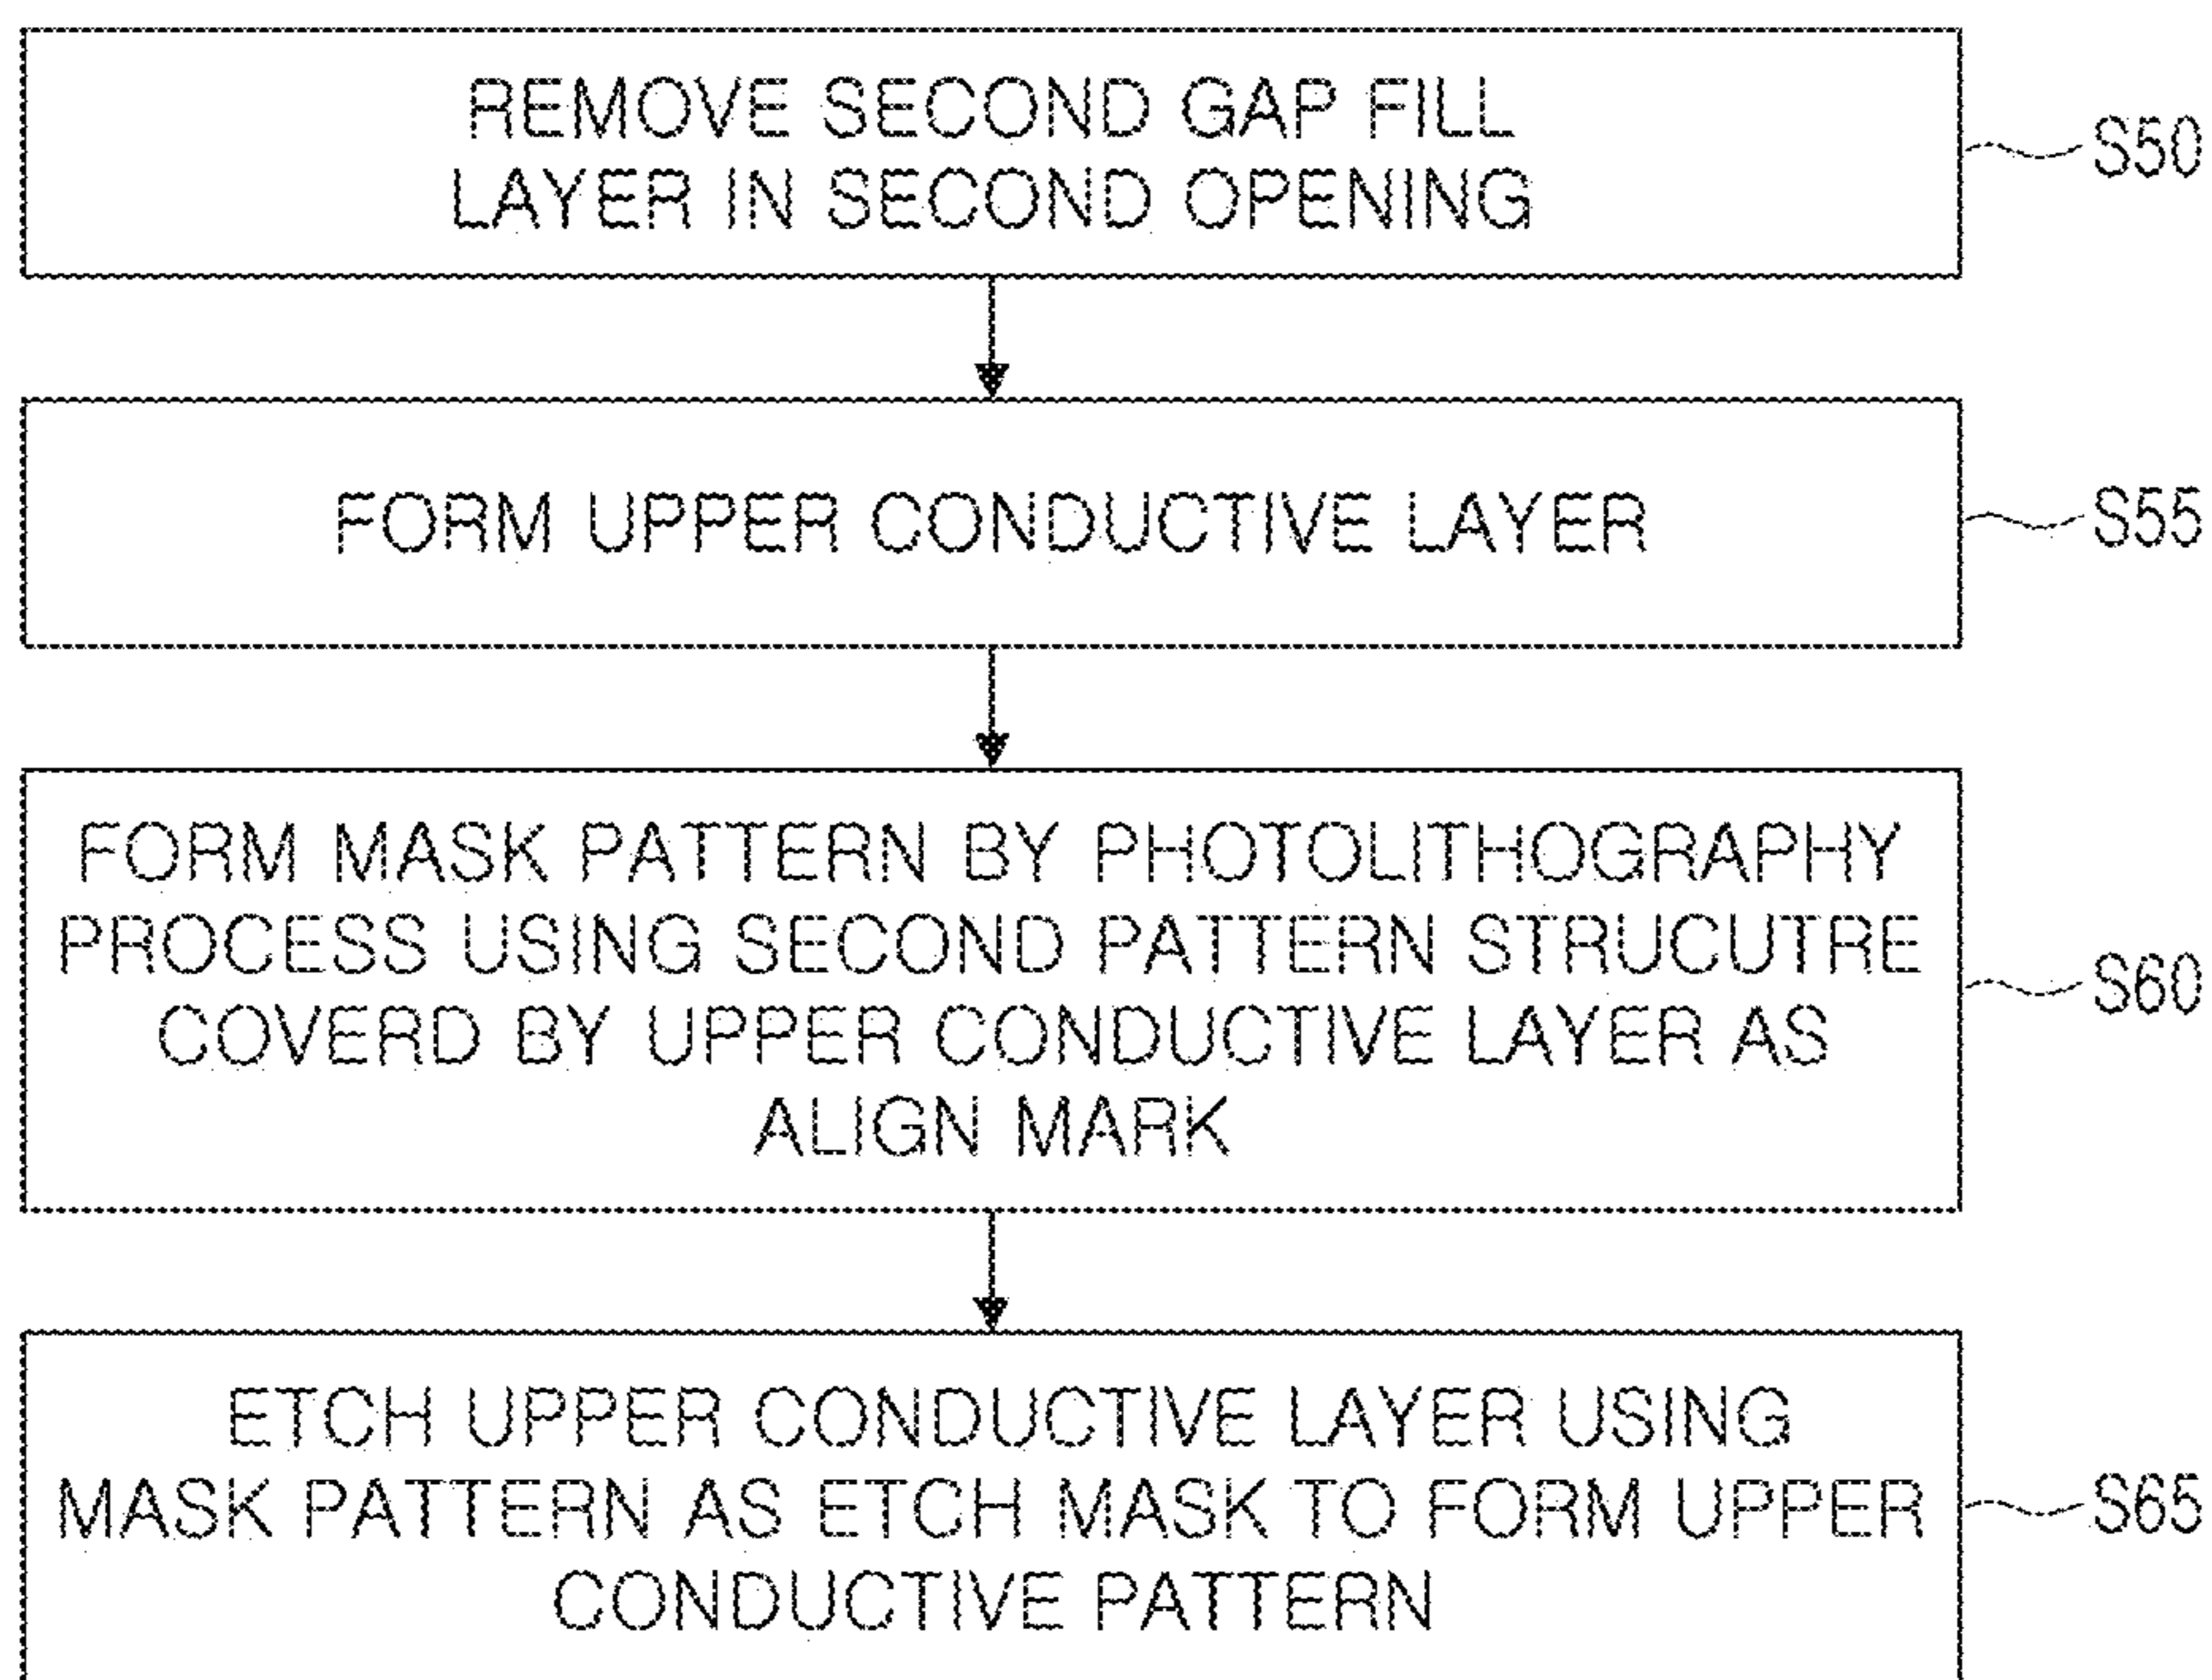 REMOVE SECOND GAP FILL
LAYER IN SECOND OPENING
S50
FORM UPPER CONDUCTIVE LAYER
S55
FORM MASK PATTERN BY PHOTOLITHOGRAPHY
PROCESS USING SECOND PATTERN STRUCUTRE
COVERD BY UPPER CONDUCTIVE LAYER AS
ALIGN MARK
S60
ETCH UPPER CONDUCTIVE LAYER USING
MASK PATTERN AS ETCH MASK TO FORM UPPER
CONDUCTIVE PATTERN
S65